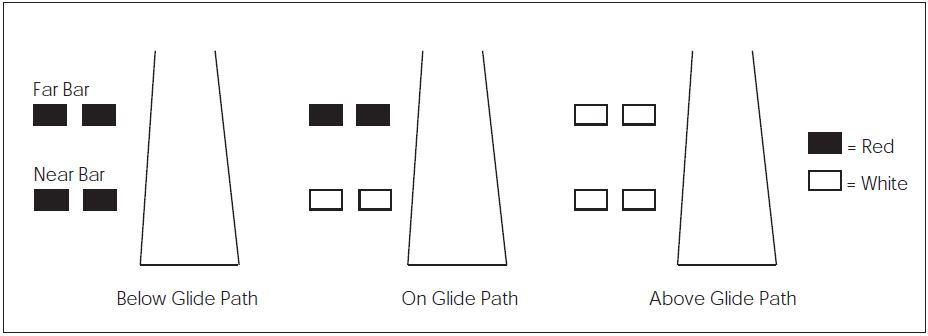 Far Bar
Near Bar
= Red
= White
Below Glide Path
On Glide Path
Above Glide Path